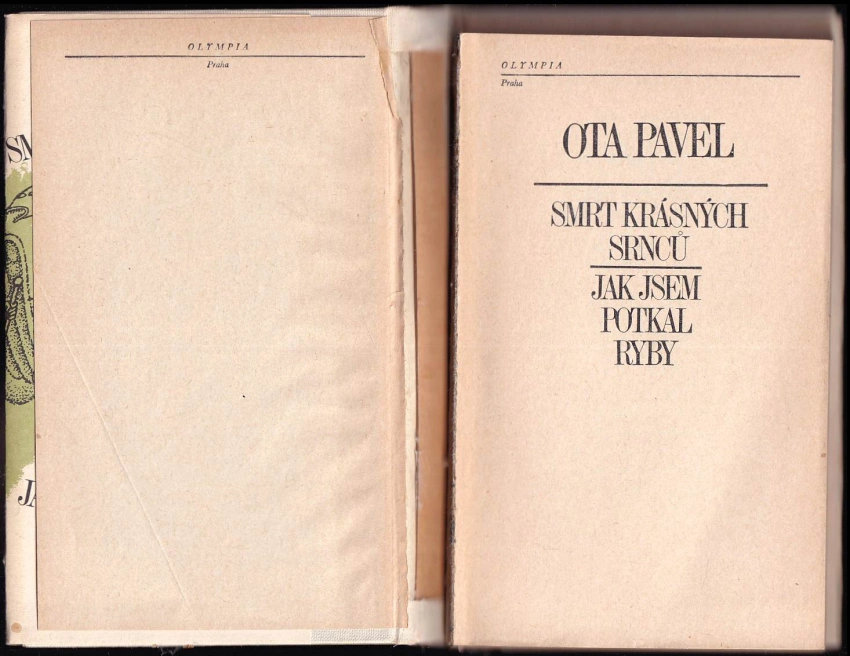 OLYMPIA
Praha
OLYMPIA
Praha
OTA PAVEL
SMRT KRÁSNÝCH
SRNCŮ
JAK JSEM
POTKAL
RYBY